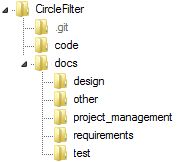 CircleFilter
.git
code
docs
design
other
project_management
requirements
test